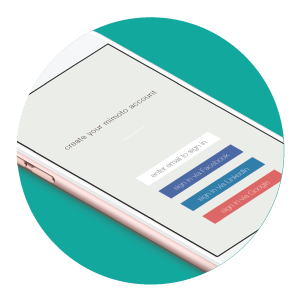 create your mimoto account
enter email to sign in
sign in via Facebook
sign in via LinkedIn
sign in via Google